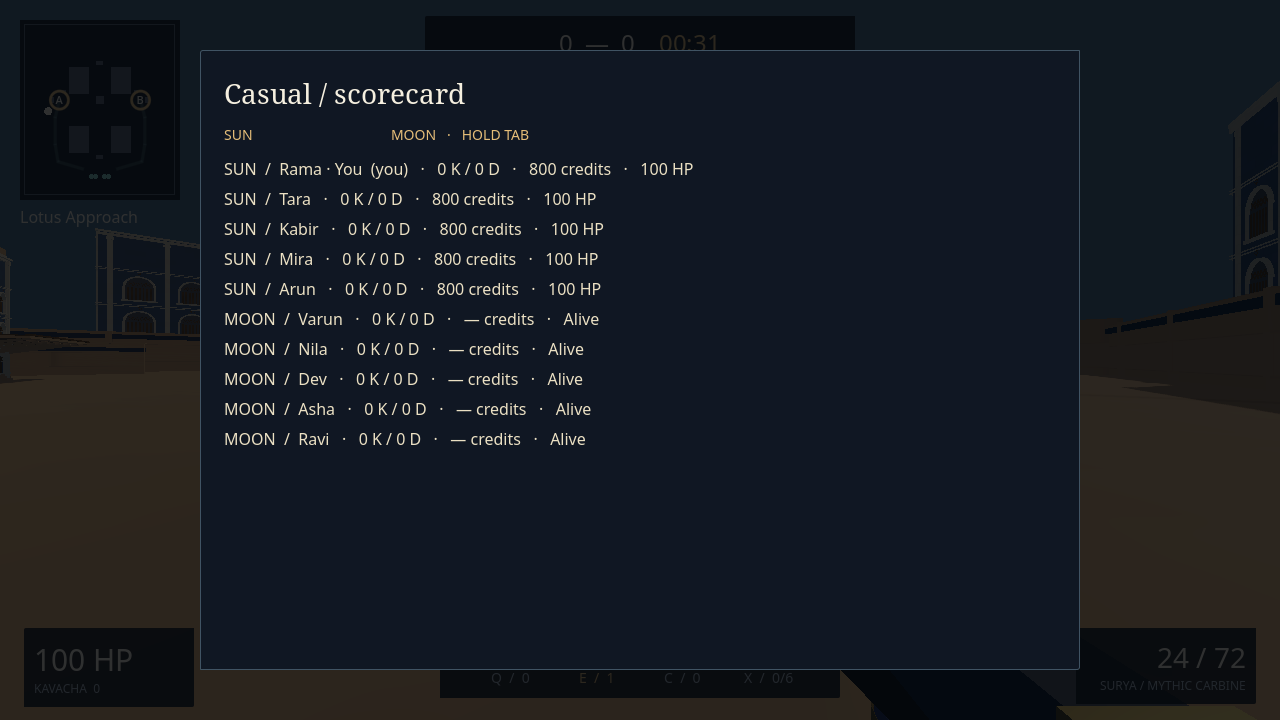 0 — 0 00:31
A
B
Lotus Approach
Casual / scorecard
SUN MOON · HOLD TAB
SUN / Rama · You (you) · 0 K / 0 D · 800 credits · 100 HP
SUN / Tara · 0 K / 0 D · 800 credits · 100 HP
SUN / Kabir · 0 K / 0 D · 800 credits · 100 HP
SUN / Mira · 0 K / 0 D · 800 credits · 100 HP
SUN / Arun · 0 K / 0 D · 800 credits · 100 HP
MOON / Varun · 0 K / 0 D · — credits · Alive
MOON / Nila · 0 K / 0 D · — credits · Alive
MOON / Dev · 0 K / 0 D · — credits · Alive
MOON / Asha · 0 K / 0 D · — credits · Alive
MOON / Ravi · 0 K / 0 D · — credits · Alive
100 HP
KAVACHA 0
Q / 0 E / 1 C / 0 X / 0/6
24 / 72
SURYA / MYTHIC CARBINE